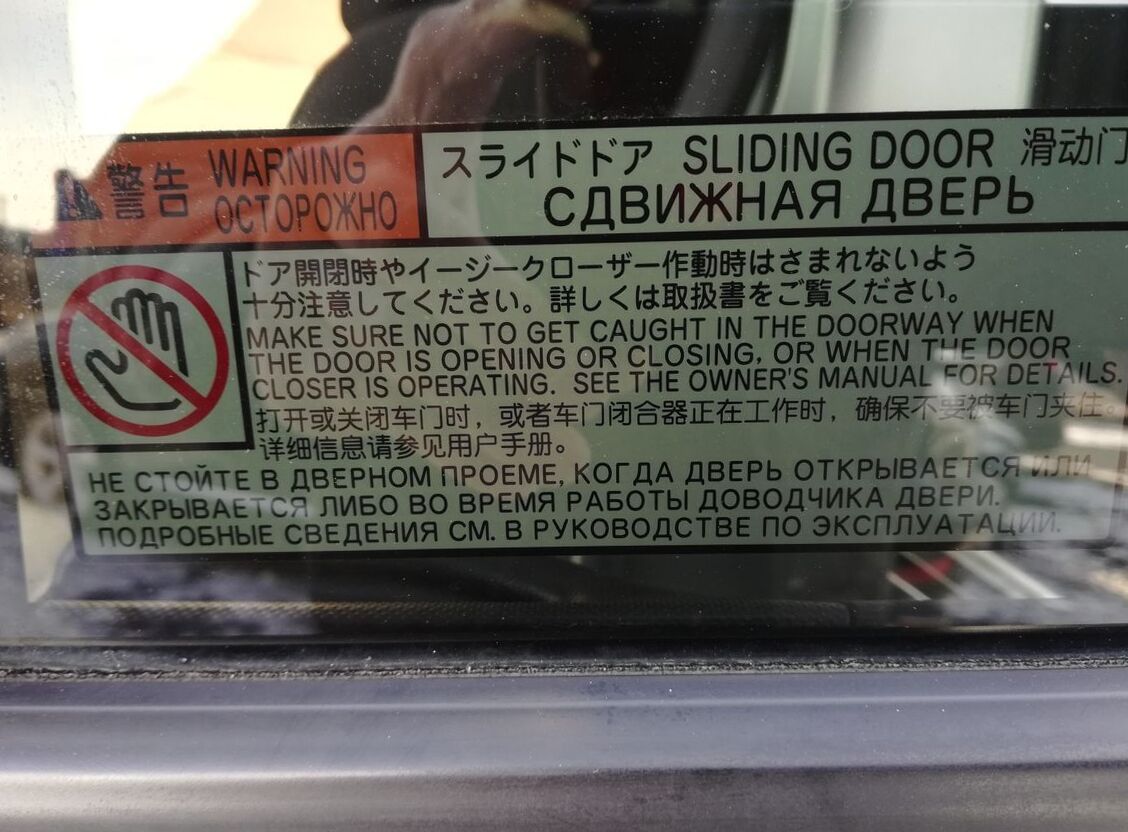 警告 WARNING
ОСТОРОЖНО
スライドドア SLIDING DOOR 滑动门
СДВИЖНАЯ ДВЕРЬ
ドア開閉時やイージークローザー作動時はさまれないよう
十分注意してください。詳しくは取扱書をご覧ください。
MAKE SURE NOT TO GET CAUGHT IN THE DOORWAY WHEN
THE DOOR IS OPENING OR CLOSING, OR WHEN THE DOOR
CLOSER IS OPERATING. SEE THE OWNER'S MANUAL FOR DETAILS.
打开或关闭车门时，或者车门闭合器正在工作时，确保不要被车门夹住。
详细信息请参见用户手册。
НЕ СТОЙТЕ В ДВЕРНОМ ПРОЕМЕ, КОГДА ДВЕРЬ ОТКРЫВАЕТСЯ ИЛИ
ЗАКРЫВАЕТСЯ ЛИБО ВО ВРЕМЯ РАБОТЫ ДОВОДЧИКА ДВЕРИ.
ПОДРОБНЫЕ СВЕДЕНИЯ СМ. В РУКОВОДСТВЕ ПО ЭКСПЛУАТАЦИИ.